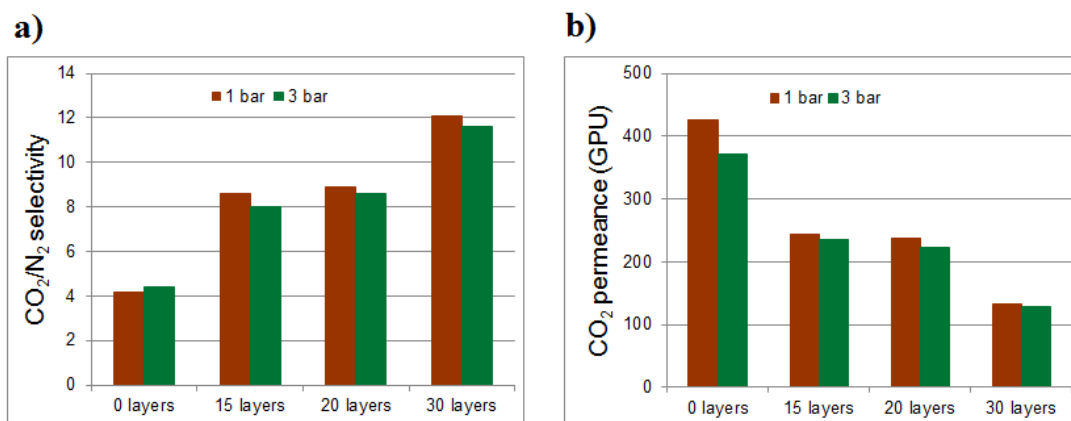 a)
14
12
10
8
6
4
2
0
CO₂/N₂ selectivity
1 bar 3 bar
0 layers 15 layers 20 layers 30 layers
b)
500
400
300
200
100
0
CO₂ permeance (GPU)
1 bar 3 bar
0 layers 15 layers 20 layers 30 layers